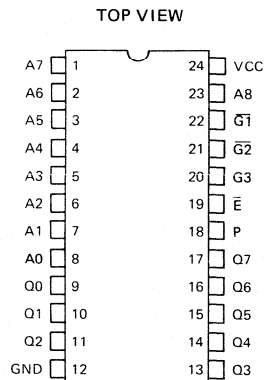 TOP VIEW
A7 1 24 VCC
A6 2 23 A8
A5 3 22 G̅1̅
A4 4 21 G̅2̅
A3 5 20 G3
A2 6 19 E̅
A1 7 18 P
A0 8 17 Q7
Q0 9 16 Q6
Q1 10 15 Q5
Q2 11 14 Q4
GND 12 13 Q3